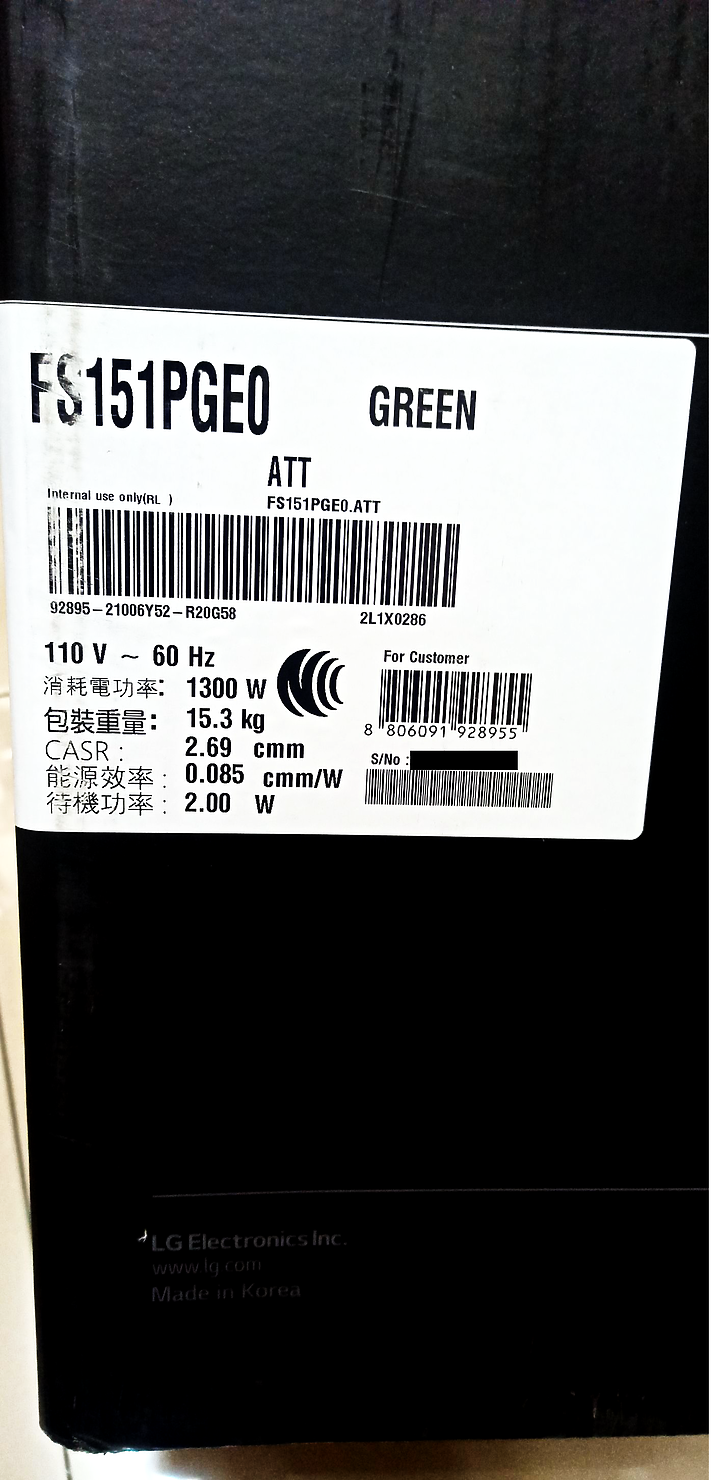 FS151PGE0 GREEN
ATT
Internal use only(RL )
FS151PGE0.ATT
92895-21006Y52-R20G58 2L1X0286
110 V ~ 60 Hz
消耗電功率: 1300 W
包裝重量: 15.3 kg
CASR : 2.69 cmm
能源效率: 0.085 cmm/W
待機功率: 2.00 W
For Customer
8 806091 928955
S/No :
LG Electronics Inc.
www.lg.com
Made in Korea